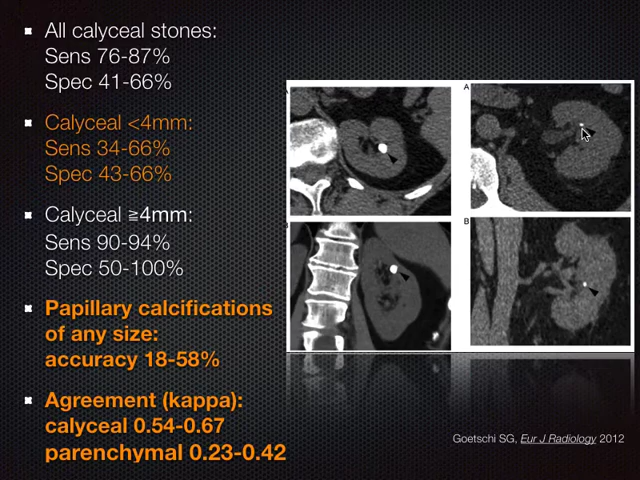 All calyceal stones:
Sens 76-87%
Spec 41-66%
Calyceal <4mm:
Sens 34-66%
Spec 43-66%
Calyceal ≧4mm:
Sens 90-94%
Spec 50-100%
Papillary calcifications
of any size:
accuracy 18-58%
Agreement (kappa):
calyceal 0.54-0.67
parenchymal 0.23-0.42
A
A
B
B
Goetschi SG, Eur J Radiology 2012